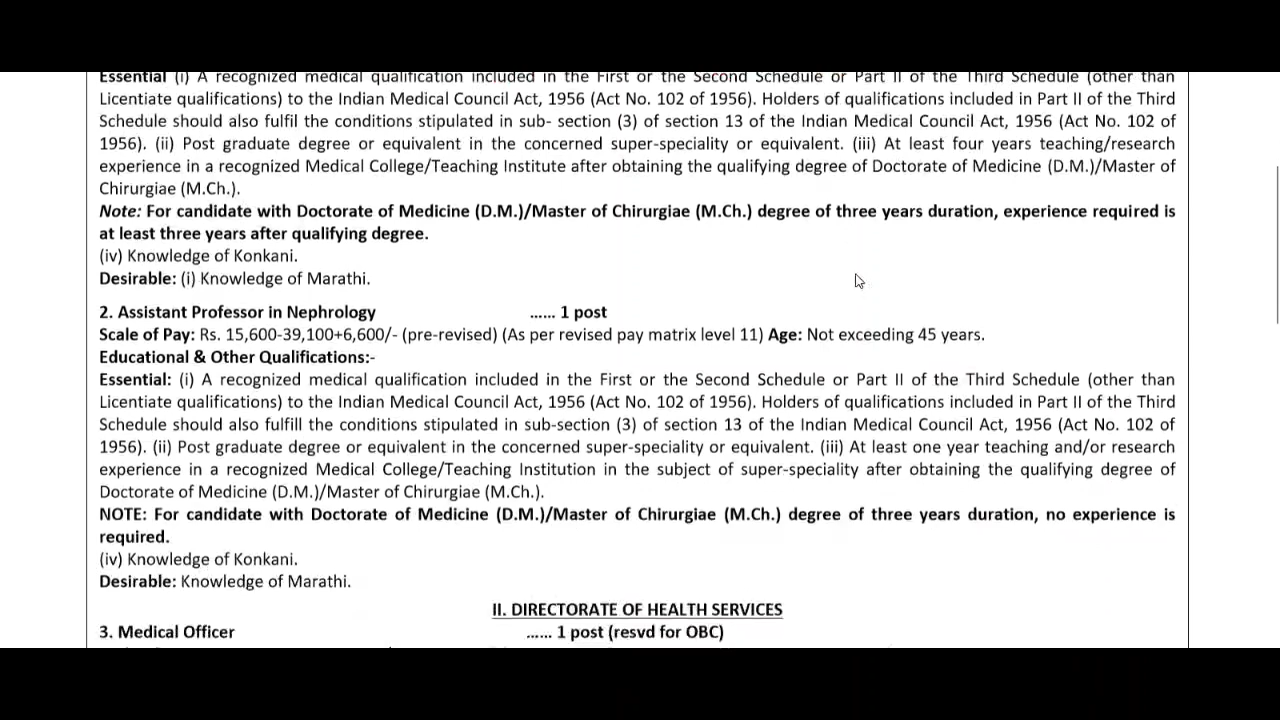 Essential (i) A recognized medical qualification included in the First or the Second Schedule or Part II of the Third Schedule (other than
Licentiate qualifications) to the Indian Medical Council Act, 1956 (Act No. 102 of 1956). Holders of qualifications included in Part II of the Third
Schedule should also fulfil the conditions stipulated in sub- section (3) of section 13 of the Indian Medical Council Act, 1956 (Act No. 102 of
1956). (ii) Post graduate degree or equivalent in the concerned super-speciality or equivalent. (iii) At least four years teaching/research
experience in a recognized Medical College/Teaching Institute after obtaining the qualifying degree of Doctorate of Medicine (D.M.)/Master of
Chirurgiae (M.Ch.).
Note: For candidate with Doctorate of Medicine (D.M.)/Master of Chirurgiae (M.Ch.) degree of three years duration, experience required is
at least three years after qualifying degree.
(iv) Knowledge of Konkani.
Desirable: (i) Knowledge of Marathi.
2. Assistant Professor in Nephrology ...... 1 post
Scale of Pay: Rs. 15,600-39,100+6,600/- (pre-revised) (As per revised pay matrix level 11) Age: Not exceeding 45 years.
Educational & Other Qualifications:-
Essential: (i) A recognized medical qualification included in the First or the Second Schedule or Part II of the Third Schedule (other than
Licentiate qualifications) to the Indian Medical Council Act, 1956 (Act No. 102 of 1956). Holders of qualifications included in Part II of the Third
Schedule should also fulfill the conditions stipulated in sub-section (3) of section 13 of the Indian Medical Council Act, 1956 (Act No. 102 of
1956). (ii) Post graduate degree or equivalent in the concerned super-speciality or equivalent. (iii) At least one year teaching and/or research
experience in a recognized Medical College/Teaching Institution in the subject of super-speciality after obtaining the qualifying degree of
Doctorate of Medicine (D.M.)/Master of Chirurgiae (M.Ch.).
NOTE: For candidate with Doctorate of Medicine (D.M.)/Master of Chirurgiae (M.Ch.) degree of three years duration, no experience is
required.
(iv) Knowledge of Konkani.
Desirable: Knowledge of Marathi.
II. DIRECTORATE OF HEALTH SERVICES
3. Medical Officer ...... 1 post (resvd for OBC)